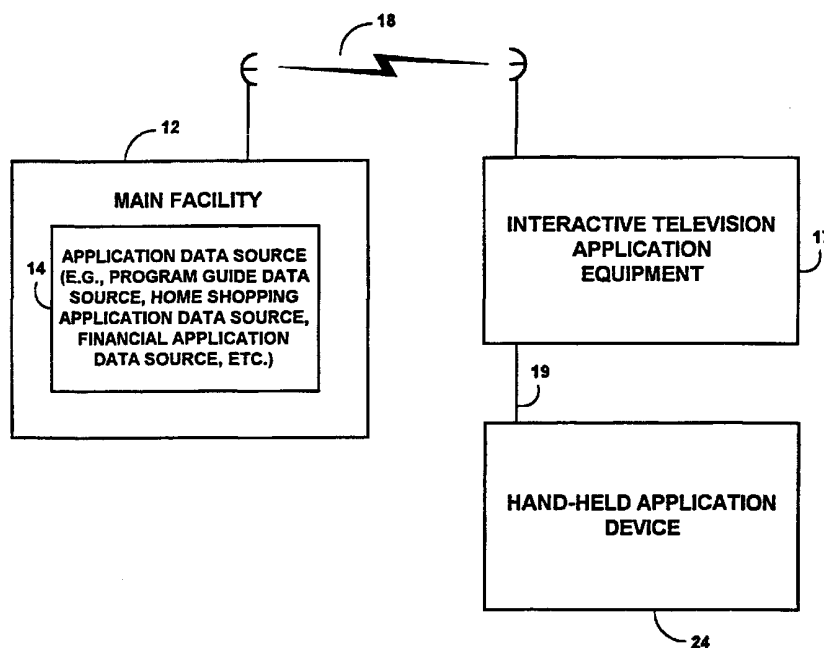 18
12
MAIN FACILITY
14
APPLICATION DATA SOURCE
(E.G., PROGRAM GUIDE DATA
SOURCE, HOME SHOPPING
APPLICATION DATA SOURCE,
FINANCIAL APPLICATION
DATA SOURCE, ETC.)
INTERACTIVE TELEVISION
APPLICATION
EQUIPMENT
17
19
HAND-HELD APPLICATION
DEVICE
24